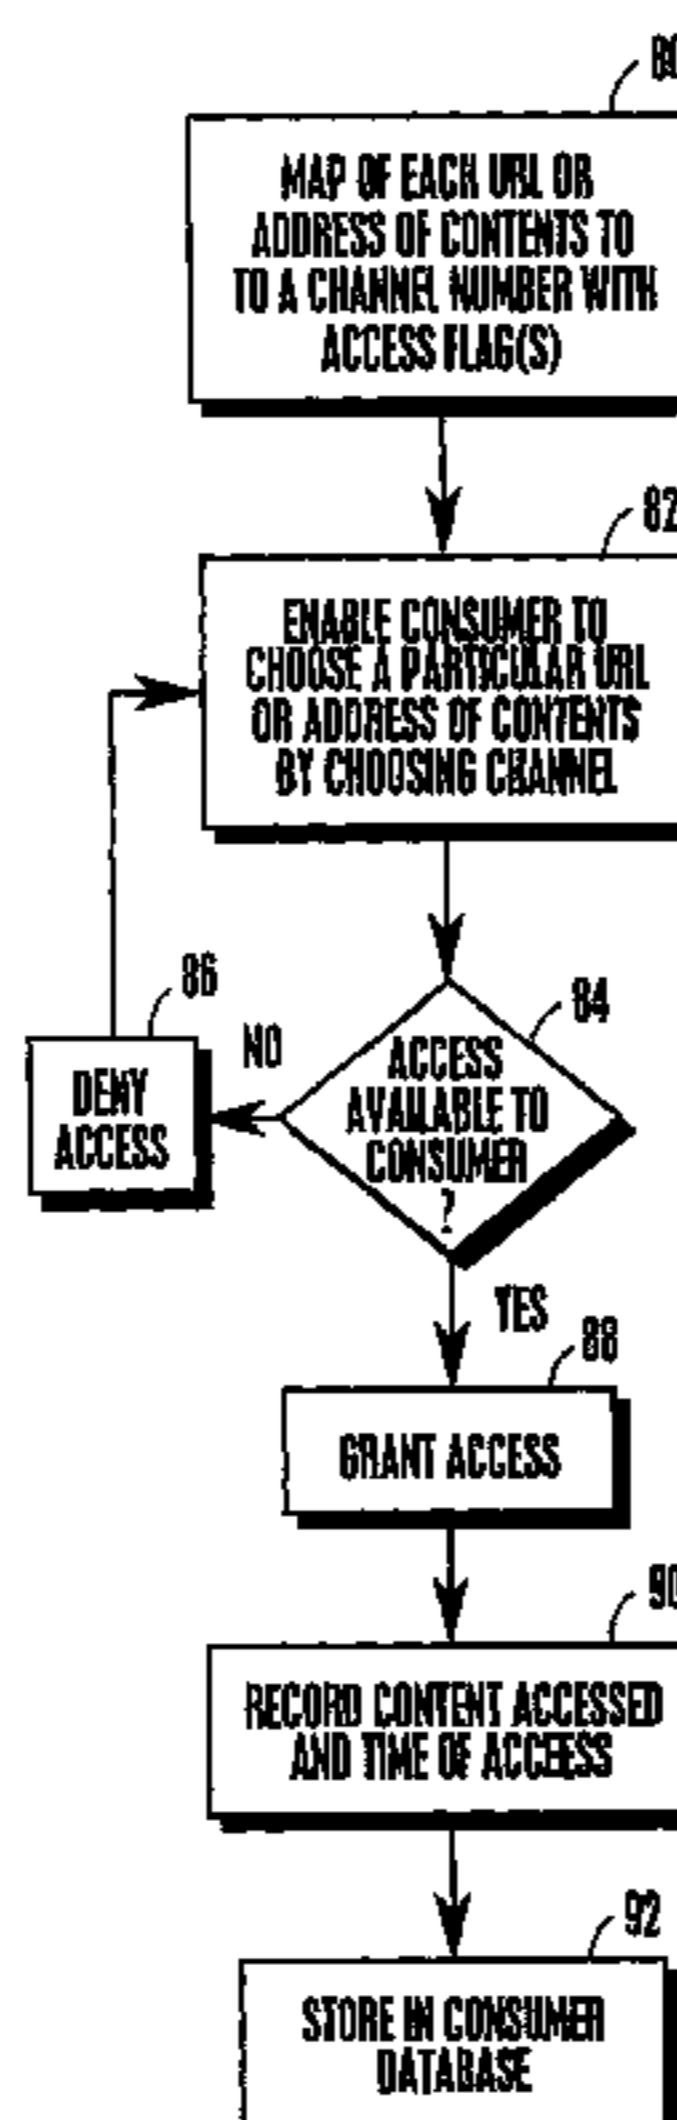 80
MAP OF EACH URL OR
ADDRESS OF CONTENTS TO
TO A CHANNEL NUMBER WITH
ACCESS FLAG(S)
82
ENABLE CONSUMER TO
CHOOSE A PARTICULAR URL
OR ADDRESS OF CONTENTS
BY CHOOSING CHANNEL
86
84
NO
DENY
ACCESS
ACCESS
AVAILABLE TO
CONSUMER
?
YES
88
GRANT ACCESS
90
RECORD CONTENT ACCESSED
AND TIME OF ACCEESS
92
STORE IN CONSUMER
DATABASE